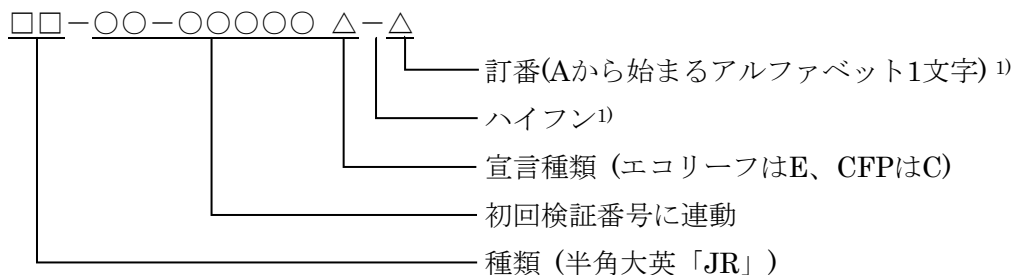 □□-○○-○○○○○ △-△
訂番(Aから始まるアルファベット1文字) 1)
ハイフン1)
宣言種類 (エコリーフはE、CFPはC)
初回検証番号に連動
種類 (半角大英「JR」)